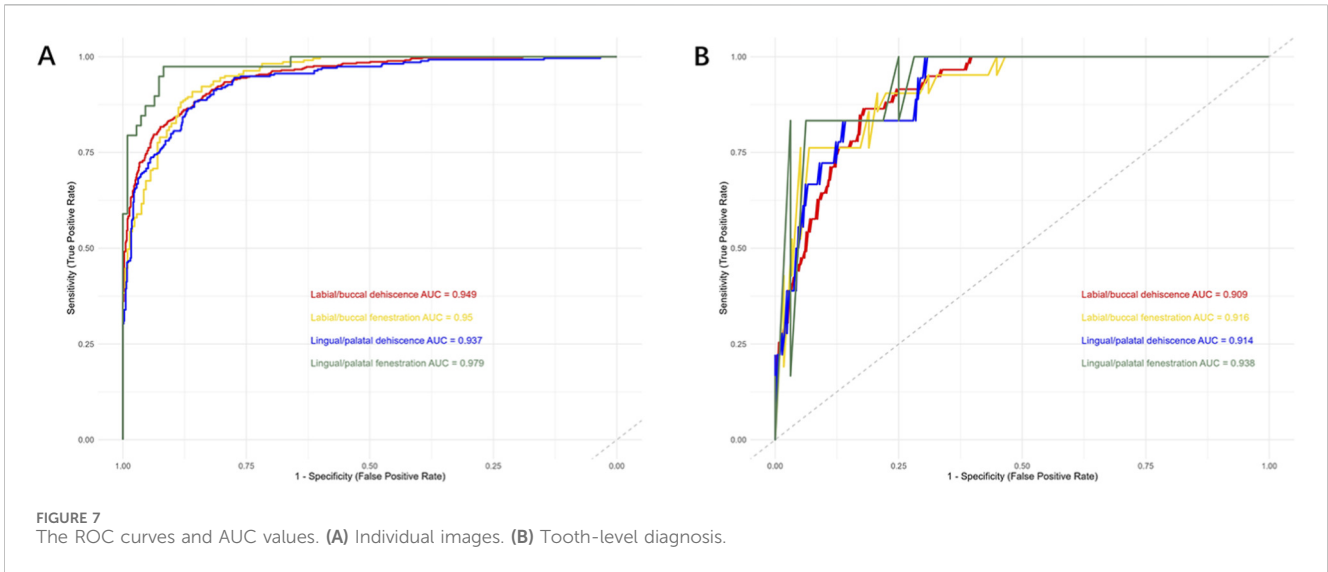 A
1.00
0.75
0.50
0.25
0.00
Sensitivity (True Positive Rate)
Labial/buccal dehiscence AUC = 0.949
Labial/buccal fenestration AUC = 0.95
Lingual/palatal dehiscence AUC = 0.937
Lingual/palatal fenestration AUC = 0.979
1.00 0.75 0.50 0.25 0.00
1 - Specificity (False Positive Rate)
B
1.00
0.75
0.50
0.25
0.00
Sensitivity (True Positive Rate)
Labial/buccal dehiscence AUC = 0.909
Labial/buccal fenestration AUC = 0.916
Lingual/palatal dehiscence AUC = 0.914
Lingual/palatal fenestration AUC = 0.938
0.00 0.25 0.50 0.75 1.00
1 - Specificity (False Positive Rate)
FIGURE 7
The ROC curves and AUC values. (A) Individual images. (B) Tooth-level diagnosis.